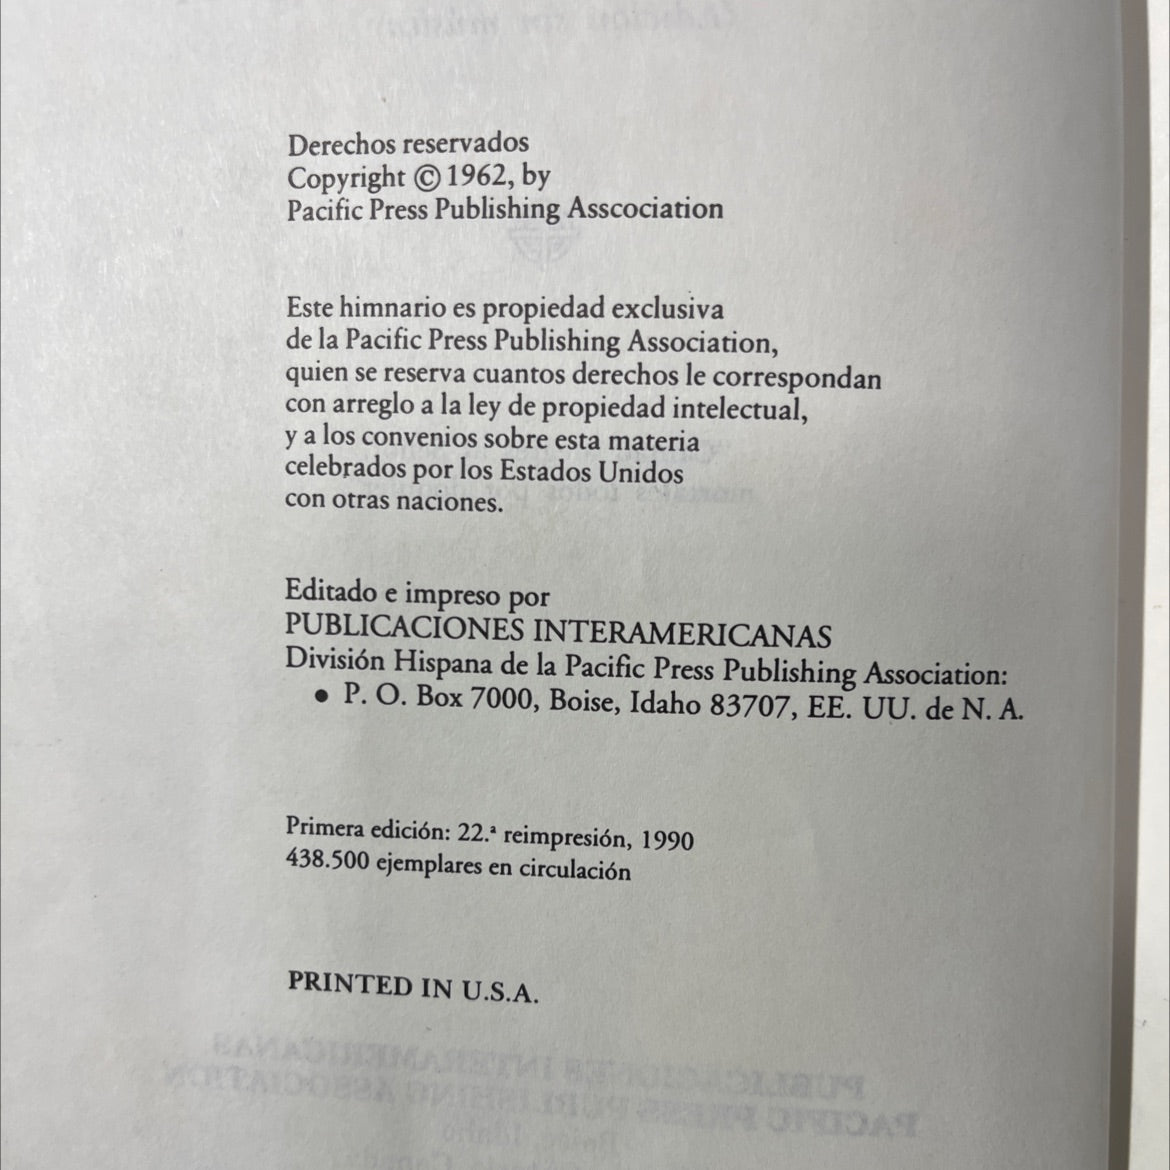 Derechos reservados
Copyright © 1962, by
Pacific Press Publishing Asscociation
Este himnario es propiedad exclusiva
de la Pacific Press Publishing Association,
quien se reserva cuantos derechos le correspondan
con arreglo a la ley de propiedad intelectual,
y a los convenios sobre esta materia
celebrados por los Estados Unidos
con otras naciones.
Editado e impreso por
PUBLICACIONES INTERAMERICANAS
División Hispana de la Pacific Press Publishing Association:
• P. O. Box 7000, Boise, Idaho 83707, EE. UU. de N. A.
Primera edición: 22.ª reimpresión, 1990
438.500 ejemplares en circulación
PRINTED IN U.S.A.